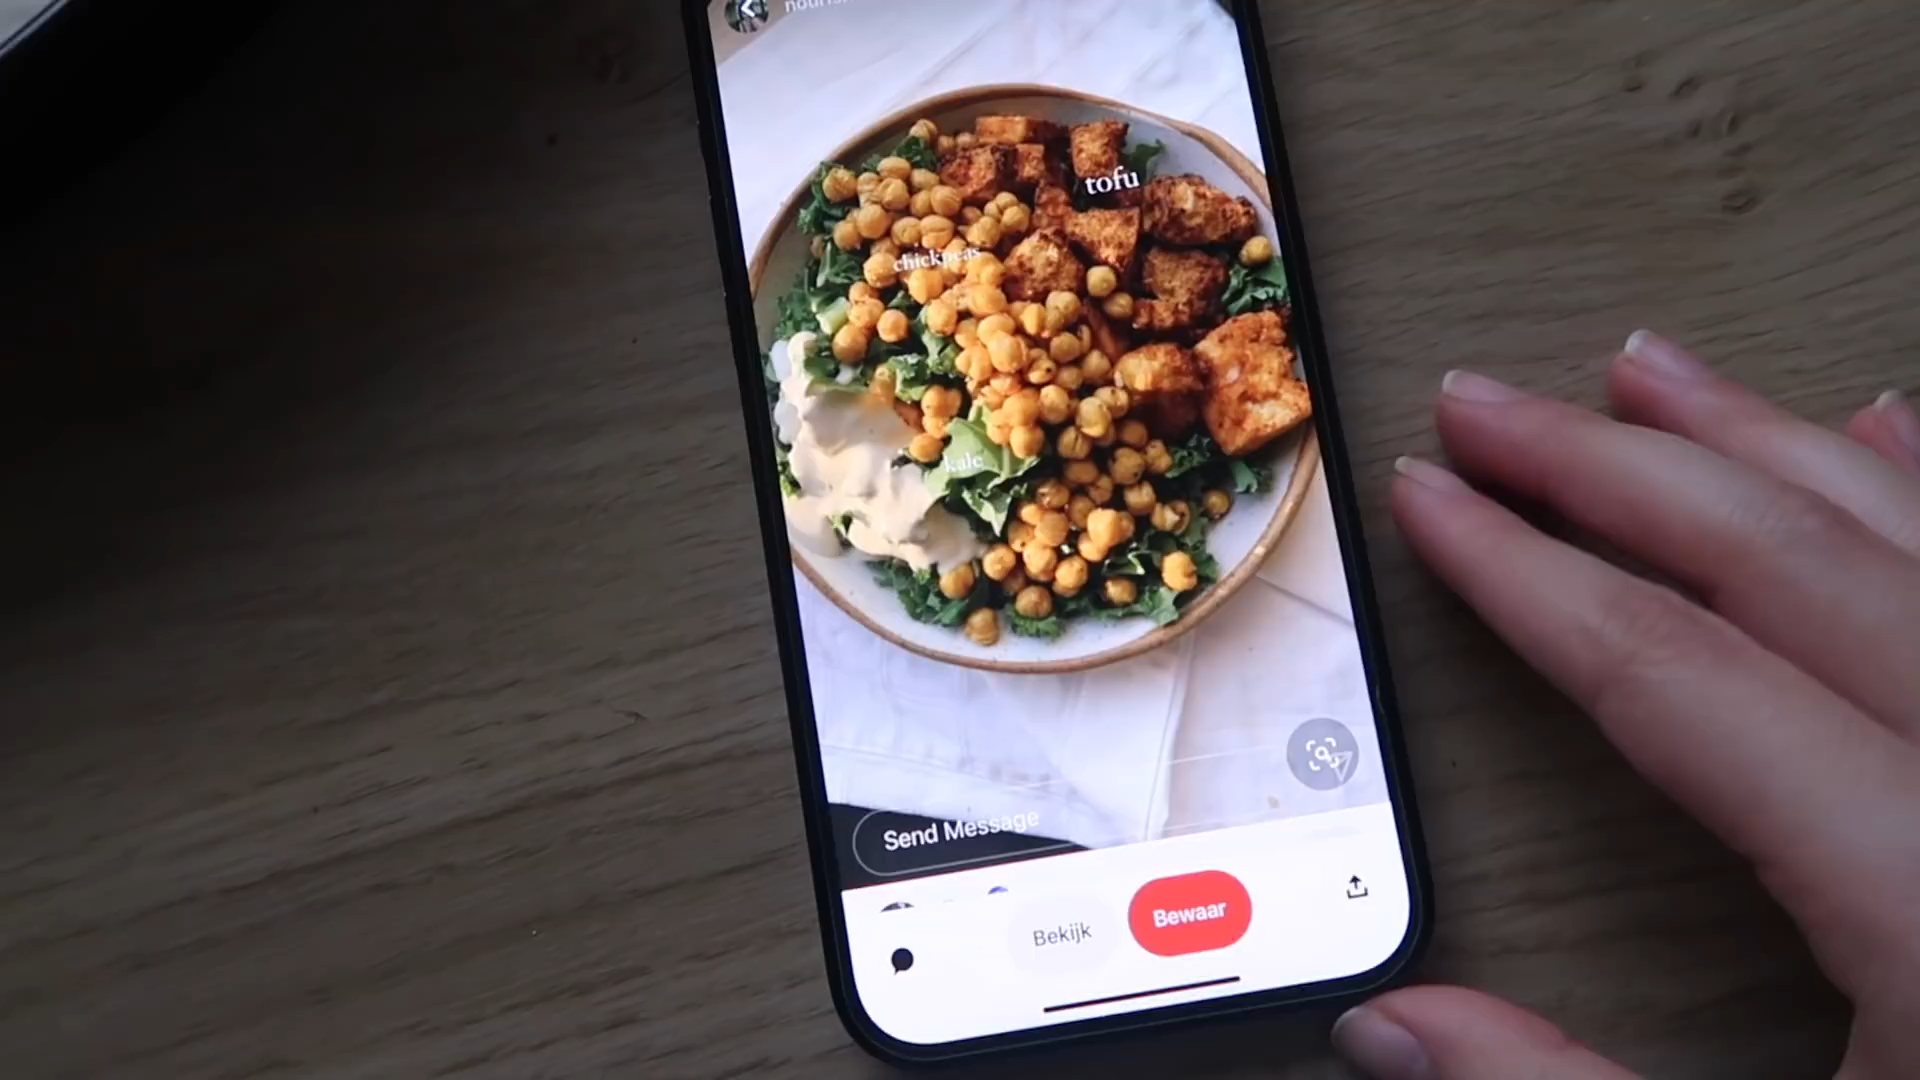 tofu
chickpeas
kale
Send Message
Bekijk
Bewaar